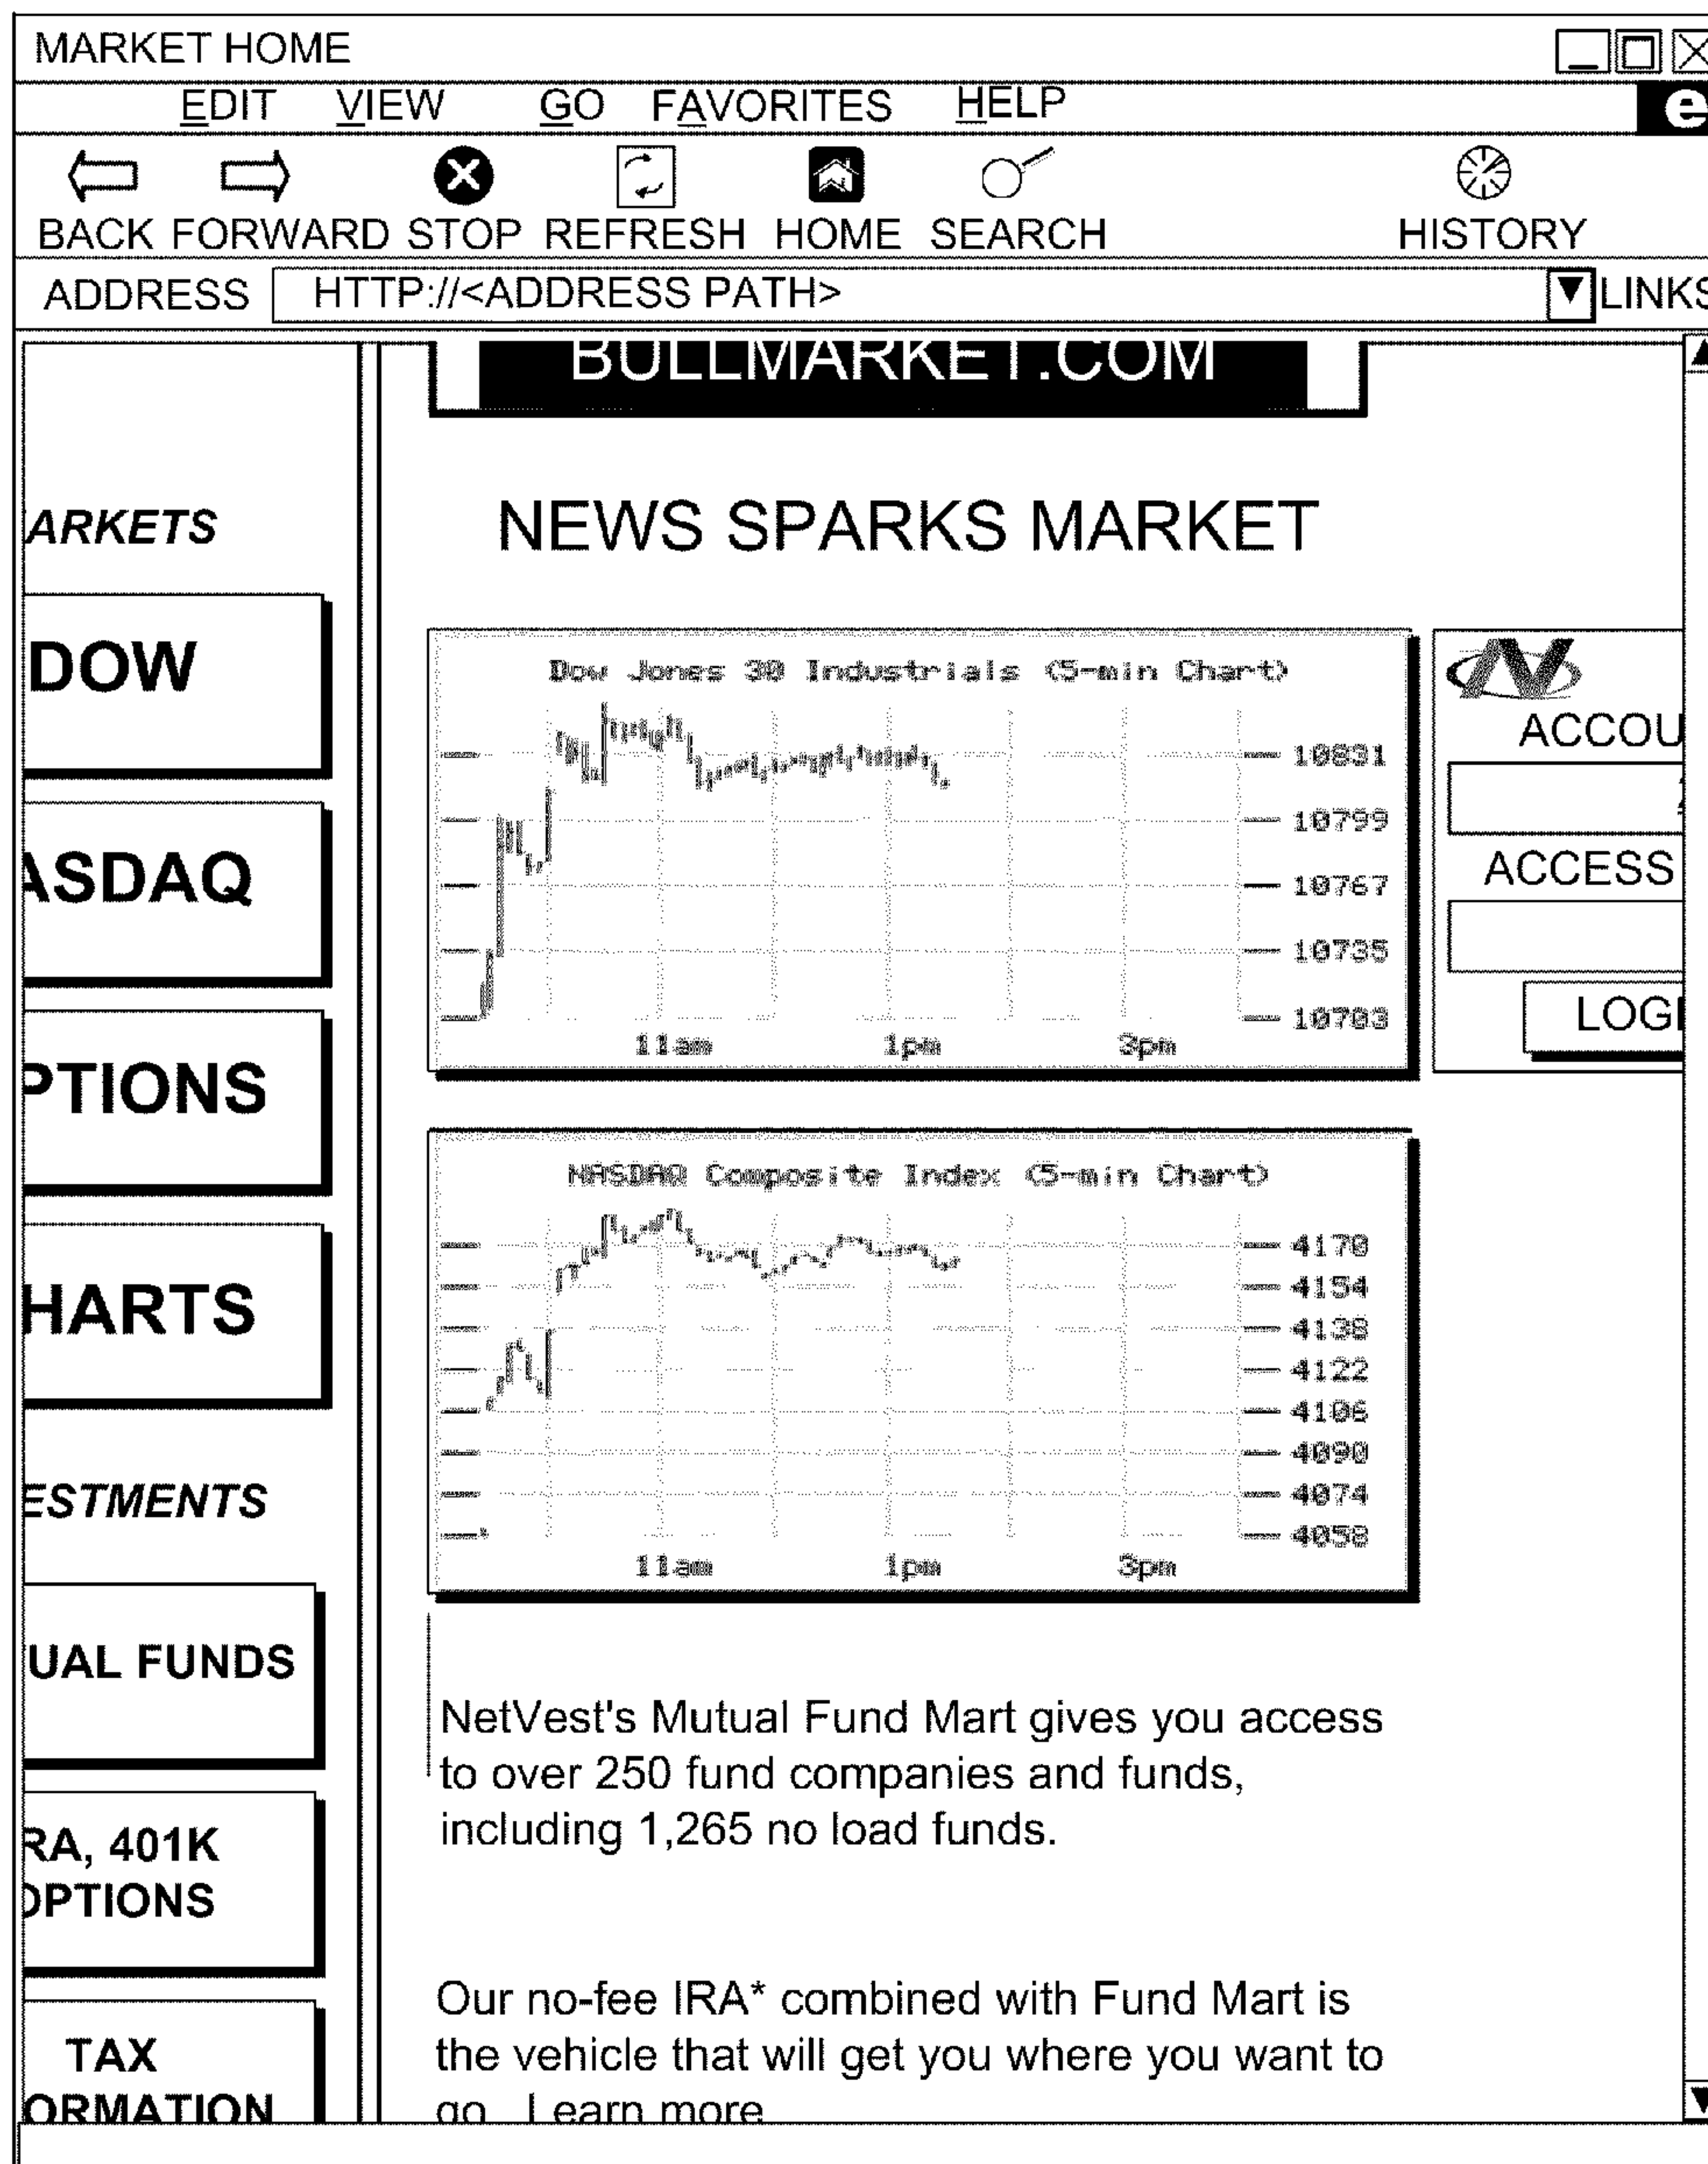 MARKET HOME
EDIT VIEW GO FAVORITES HELP
e
BACK FORWARD STOP REFRESH HOME SEARCH HISTORY
ADDRESS HTTP://<ADDRESS PATH> LINKS
BULLMARKET.COM
ARKETS
NEWS SPARKS MARKET
DOW
ASDAQ
PTIONS
HARTS
ESTMENTS
UAL FUNDS
RA, 401K
OPTIONS
TAX
ORMATION
Dow Jones 30 Industrials (5-min Chart)
10831
10799
10767
10735
10703
11am 1pm 3pm
N
ACCOU
ACCESS
LOGI
NASDAQ Composite Index (5-min Chart)
4170
4154
4138
4122
4106
4090
4074
4058
11am 1pm 3pm
NetVest's Mutual Fund Mart gives you access
to over 250 fund companies and funds,
including 1,265 no load funds.
Our no-fee IRA* combined with Fund Mart is
the vehicle that will get you where you want to
go. Learn more